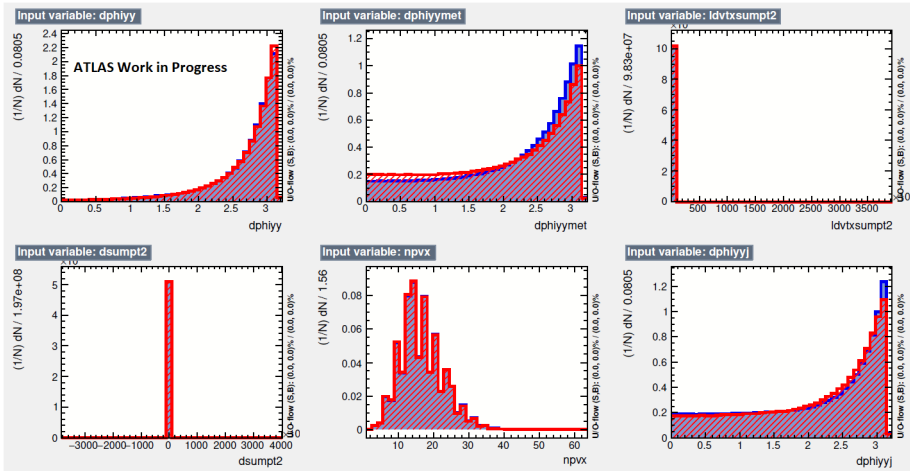 Input variable: dphiyy
Input variable: dphiyymet
Input variable: ldvtxsumpt2
(1/N) dN / 0.0805
2.4
2.2
2
1.8
1.6
1.4
1.2
1
0.8
0.6
0.4
0.2
0
ATLAS Work in Progress
0 0.5 1 1.5 2 2.5 3
dphiyy
U/O-flow (S,B): (0.0, 0.0)% / (0.0, 0.0)%
(1/N) dN / 0.0805
1.2
1
0.8
0.6
0.4
0.2
0
0 0.5 1 1.5 2 2.5 3
dphiyymet
U/O-flow (S,B): (0.0, 0.0)% / (0.0, 0.0)%
(1/N) dN / 9.83e+07
10
8
6
4
2
0
500 1000 1500 2000 2500 3000 3500
ldvtxsumpt2
U/O-flow (S,B): (0.0, 0.0)% / (0.0, 0.0)%
Input variable: dsumpt2
Input variable: npvx
Input variable: dphiyyj
(1/N) dN / 1.97e+08
5
4
3
2
1
0
−3000 −2000 −1000 0 1000 2000 3000 4000
dsumpt2
U/O-flow (S,B): (0.0, 0.0)% / (0.0, 0.0)%
(1/N) dN / 1.56
0.08
0.06
0.04
0.02
0
10 20 30 40 50 60
npvx
U/O-flow (S,B): (0.0, 0.0)% / (0.0, 0.0)%
(1/N) dN / 0.0805
1.2
1
0.8
0.6
0.4
0.2
0
0 0.5 1 1.5 2 2.5 3
dphiyyj
U/O-flow (S,B): (0.0, 0.0)% / (0.0, 0.0)%